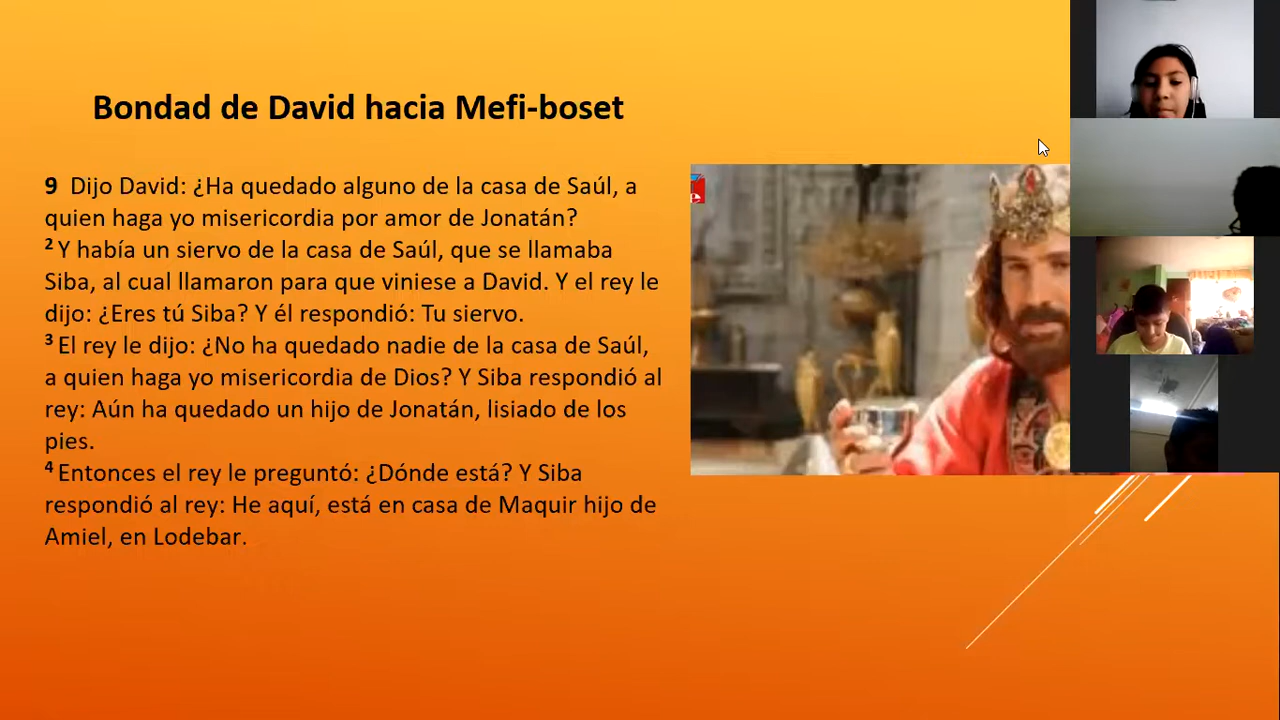 Bondad de David hacia Mefi-boset
9 Dijo David: ¿Ha quedado alguno de la casa de Saúl, a
quien haga yo misericordia por amor de Jonatán?
2 Y había un siervo de la casa de Saúl, que se llamaba
Siba, al cual llamaron para que viniese a David. Y el rey le
dijo: ¿Eres tú Siba? Y él respondió: Tu siervo.
3 El rey le dijo: ¿No ha quedado nadie de la casa de Saúl,
a quien haga yo misericordia de Dios? Y Siba respondió al
rey: Aún ha quedado un hijo de Jonatán, lisiado de los
pies.
4 Entonces el rey le preguntó: ¿Dónde está? Y Siba
respondió al rey: He aquí, está en casa de Maquir hijo de
Amiel, en Lodebar.